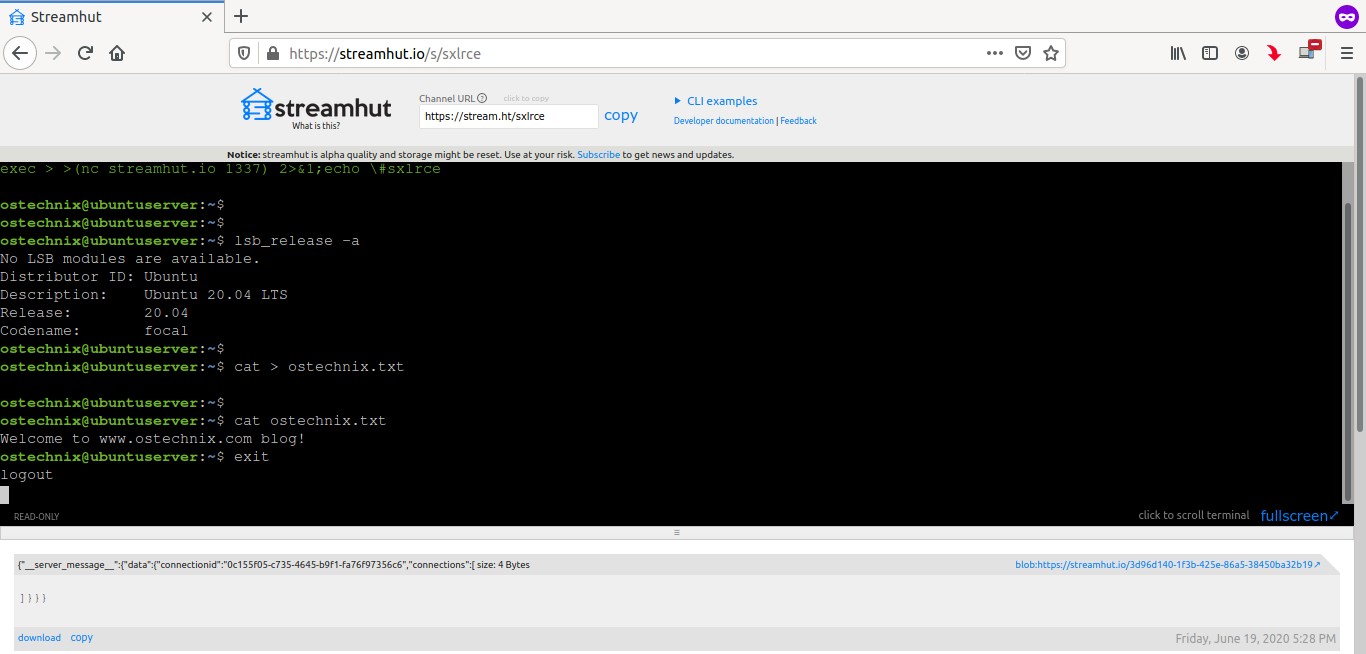 Streamhut
https://streamhut.io/s/sxlrce
streamhut
What is this?
Channel URL ? click to copy
https://stream.ht/sxlrce
copy
CLI examples
Developer documentation | Feedback
Notice: streamhut is alpha quality and storage might be reset. Use at your risk. Subscribe to get news and updates.
exec > >(nc streamhut.io 1337) 2>&1;echo \#sxlrce
ostechnix@ubuntuserver:~$
ostechnix@ubuntuserver:~$
ostechnix@ubuntuserver:~$ lsb_release -a
No LSB modules are available.
Distributor ID: Ubuntu
Description:    Ubuntu 20.04 LTS
Release:        20.04
Codename:       focal
ostechnix@ubuntuserver:~$
ostechnix@ubuntuserver:~$ cat > ostechnix.txt
ostechnix@ubuntuserver:~$
ostechnix@ubuntuserver:~$ cat ostechnix.txt
Welcome to www.ostechnix.com blog!
ostechnix@ubuntuserver:~$ exit
logout
READ-ONLY
click to scroll terminal fullscreen⤢
{"__server_message__":{"data":{"connectionid":"0c155f05-c735-4645-b9f1-fa76f97356c6","connections":[ size: 4 Bytes
blob:https://streamhut.io/3d96d140-1f3b-425e-86a5-38450ba32b19↗
]}}}
download copy
Friday, June 19, 2020 5:28 PM